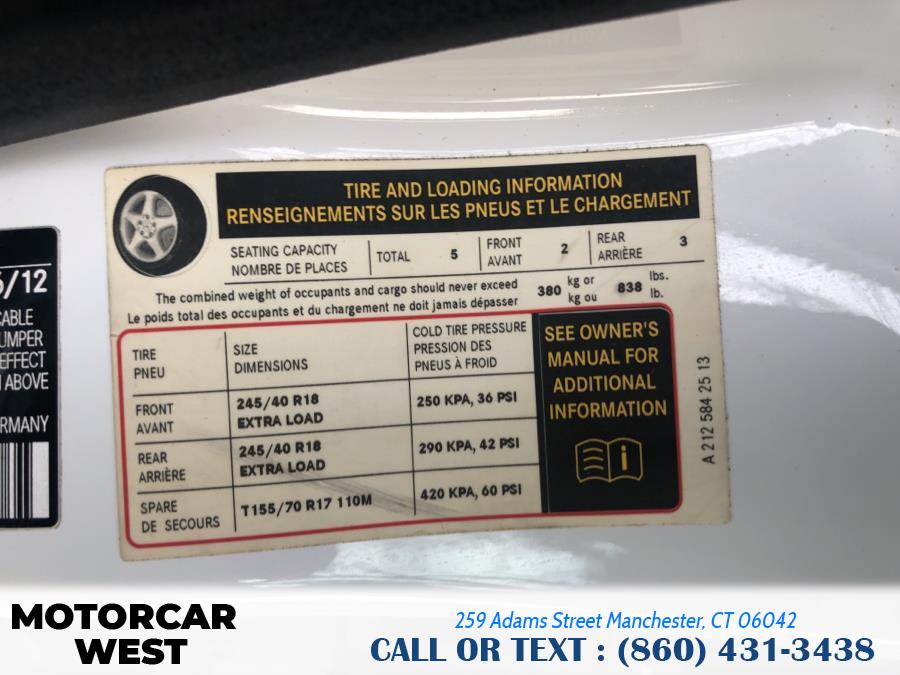 TIRE AND LOADING INFORMATION
RENSEIGNEMENTS SUR LES PNEUS ET LE CHARGEMENT
SEATING CAPACITY
NOMBRE DE PLACES
TOTAL 5
FRONT
AVANT
2
REAR
ARRIÈRE
3
The combined weight of occupants and cargo should never exceed
Le poids total des occupants et du chargement ne doit jamais dépasser
380 kg or
kg ou
838 lbs.
lb.
TIRE
PNEU
SIZE
DIMENSIONS
COLD TIRE PRESSURE
PRESSION DES
PNEUS À FROID
FRONT
AVANT
245/40 R18
EXTRA LOAD
250 KPA, 36 PSI
REAR
ARRIÈRE
245/40 R18
EXTRA LOAD
290 KPA, 42 PSI
SPARE
DE SECOURS
T155/70 R17 110M
420 KPA, 60 PSI
SEE OWNER'S
MANUAL FOR
ADDITIONAL
INFORMATION
A 212 584 25 13
/12
CABLE
UMPER
EFFECT
ABOVE
RMANY
MOTORCAR
WEST
259 Adams Street Manchester, CT 06042
CALL OR TEXT : (860) 431-3438